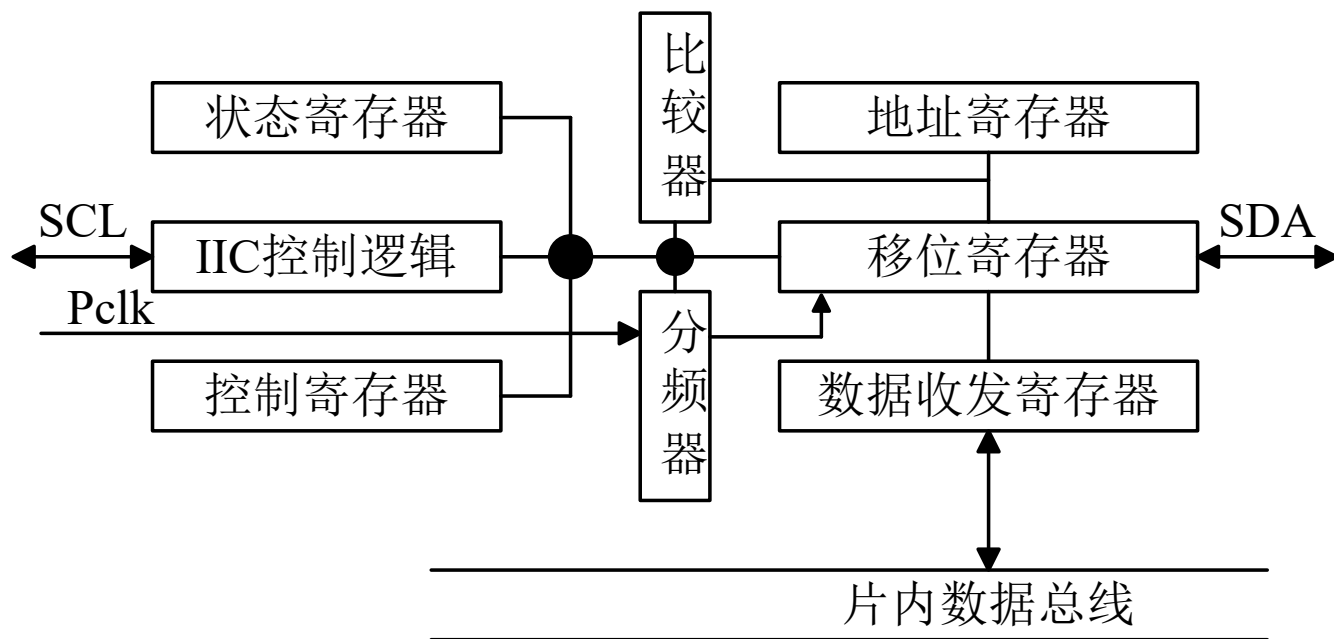 比较器
状态寄存器
地址寄存器
SCL
IIC控制逻辑
移位寄存器
SDA
Pclk
分频器
控制寄存器
数据收发寄存器
片内数据总线